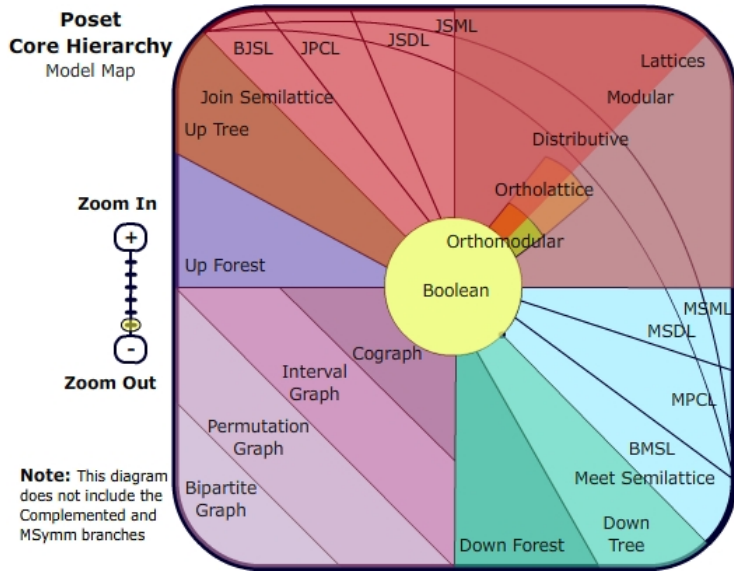 Poset
Core Hierarchy
Model Map
BJSL
JPCL
JSDL
JSML
Lattices
Modular
Join Semilattice
Up Tree
Distributive
Ortholattice
Zoom In
+
Orthomodular
Up Forest
Boolean
-
Zoom Out
MSML
MSDL
Cograph
Interval
Graph
MPCL
Permutation
Graph
BMSL
Meet Semilattice
Note: This diagram
does not include the
Complemented and
MSymm branches
Bipartite
Graph
Down Forest
Down
Tree